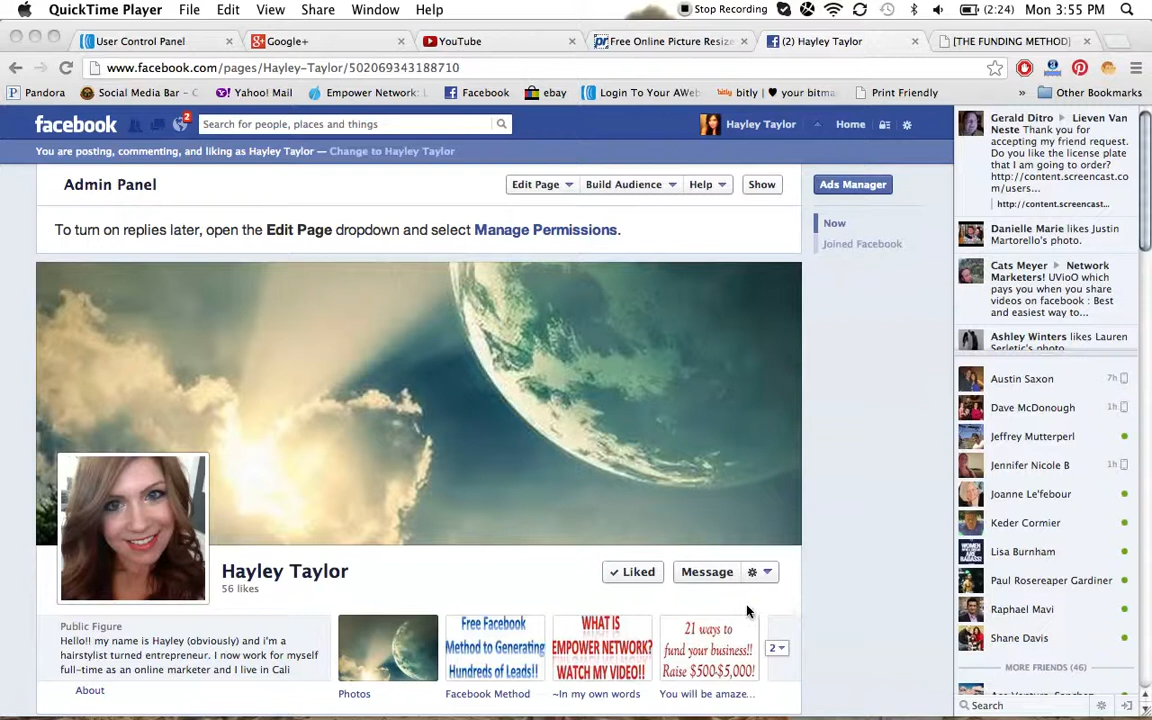 QuickTime Player File Edit View Share Window Help Stop Recording (2:24) Mon 3:55 PM
User Control Panel Google+ YouTube Free Online Picture Resize (2) Hayley Taylor [THE FUNDING METHOD]
www.facebook.com/pages/Hayley-Taylor/502069343188710
Pandora Social Media Bar - C Yahoo! Mail Empower Network: Facebook ebay Login To Your AWeb bitly | ♥ your bitm Print Friendly » Other Bookmarks
facebook 2 Search for people, places and things Hayley Taylor Home
You are posting, commenting, and liking as Hayley Taylor — Change to Hayley Taylor
Admin Panel Edit Page Build Audience Help Show Ads Manager
To turn on replies later, open the Edit Page dropdown and select Manage Permissions.
Now
Joined Facebook
Hayley Taylor
56 likes
Liked Message
Public Figure
Hello!! my name is Hayley (obviously) and i'm a
hairstylist turned entrepreneur. I now work for myself
full-time as an online marketer and I live in Cali
About
Photos
Free Facebook
Method to Generating
Hundreds of Leads!!
Facebook Method
WHAT IS
EMPOWER NETWORK?
WATCH MY VIDEO!!
~In my own words
21 ways to
fund your business!!
Raise $500-$5,000!
You will be amaze...
2
Gerald Ditro Lieven Van
Neste Thank you for
accepting my friend request.
Do you like the license plate
that I am going to order?
http://content.screencast.co
m/users...
http://content.screencast...
Danielle Marie likes Justin
Martorello's photo.
Cats Meyer Network
Marketers! UVioO which
pays you when you share
videos on facebook : Best
and easiest way to...
Ashley Winters likes Lauren
Serletic's photo
Austin Saxon 7h
Dave McDonough 1h
Jeffrey Mutterperl
Jennifer Nicole B 1h
Joanne Le'febour
Keder Cormier
Lisa Burnham
Paul Rosereaper Gardiner
Raphael Mavi
Shane Davis
MORE FRIENDS (46)
Search